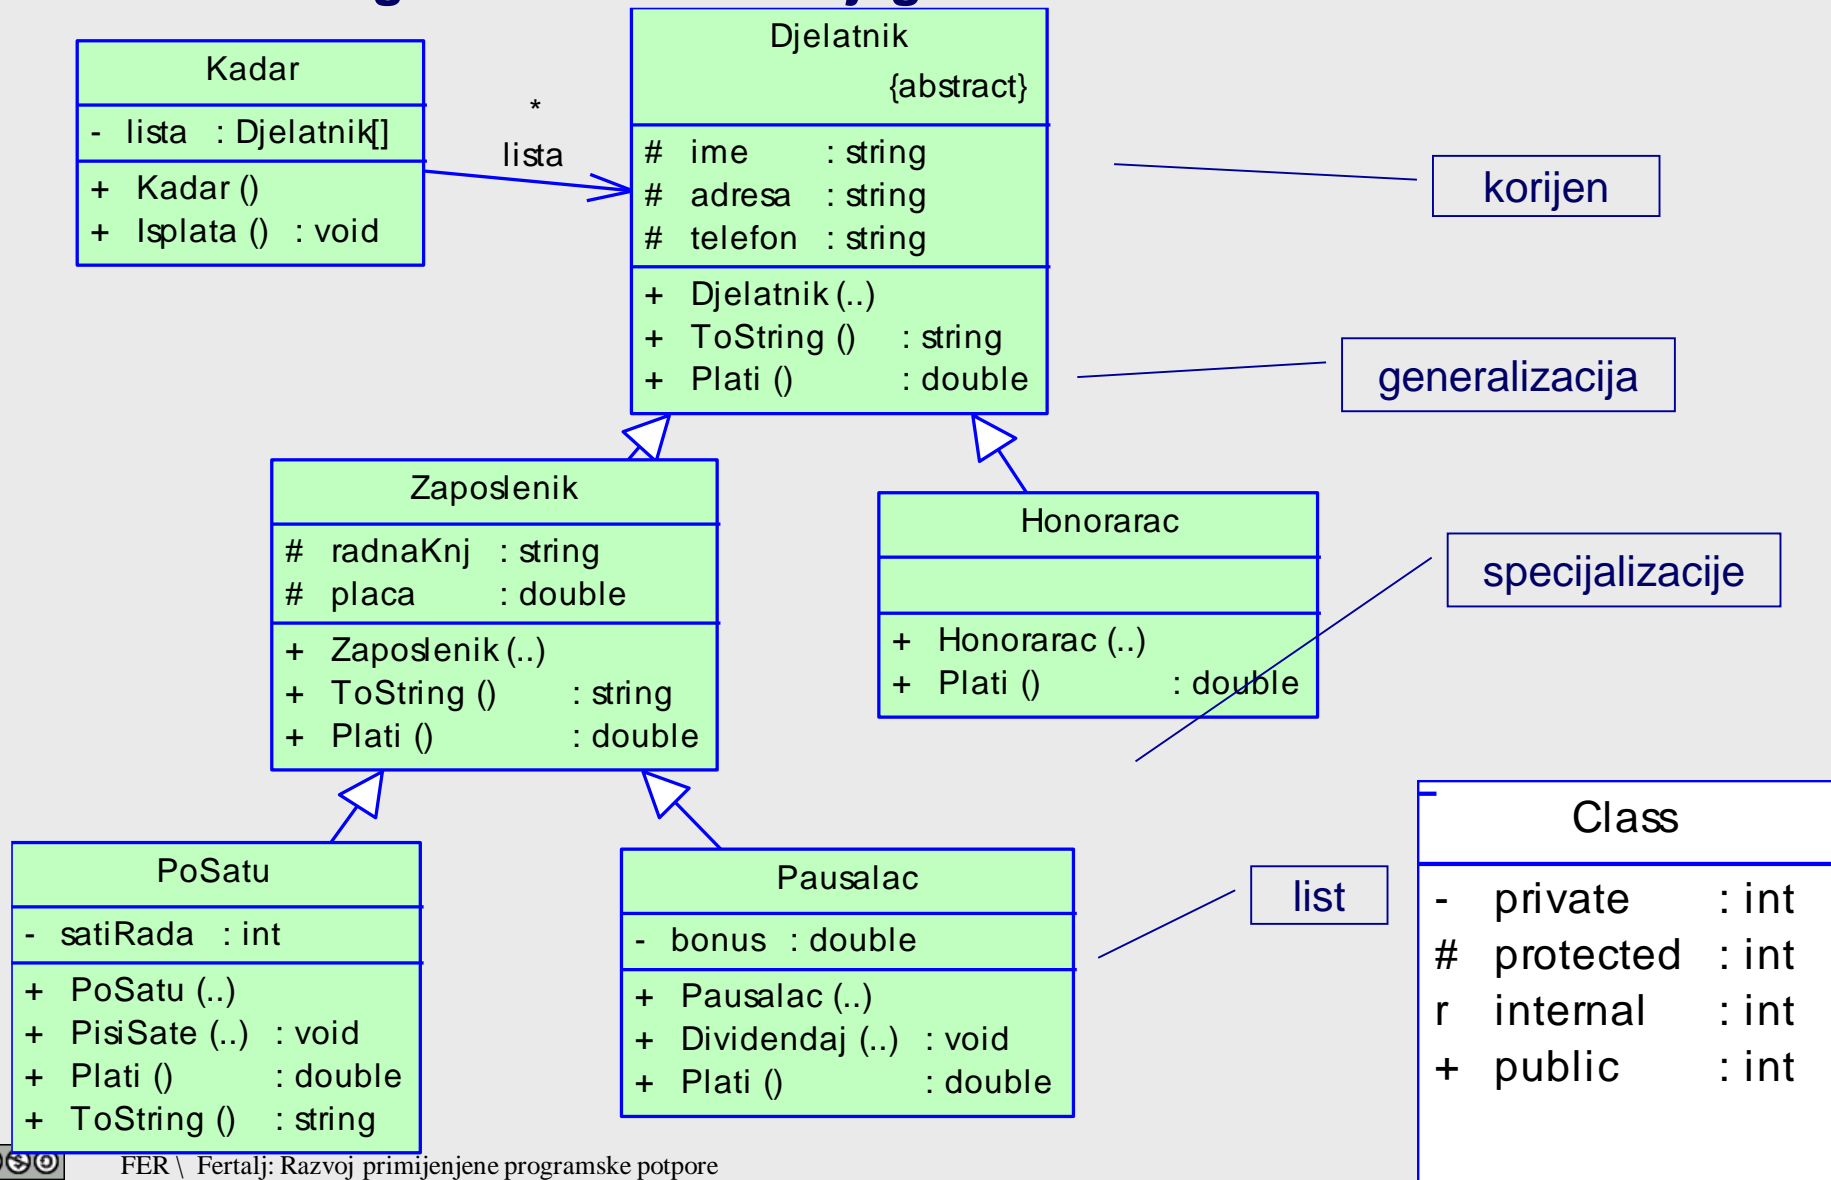 Kadar
- lista : Djelatnik[]
+ Kadar ()
+ Isplata () : void
*
lista
Djelatnik
{abstract}
# ime : string
# adresa : string
# telefon : string
+ Djelatnik (..)
+ ToString () : string
+ Plati () : double
korijen
generalizacija
Zaposlenik
# radnaKnj : string
# placa : double
+ Zaposlenik (..)
+ ToString () : string
+ Plati () : double
Honorarac
+ Honorarac (..)
+ Plati () : double
specijalizacije
PoSatu
- satiRada : int
+ PoSatu (..)
+ PisiSate (..) : void
+ Plati () : double
+ ToString () : string
Pausalac
- bonus : double
+ Pausalac (..)
+ Dividendaj (..) : void
+ Plati () : double
list
Class
- private : int
# protected : int
r internal : int
+ public : int
FER \ Fertalj: Razvoj primijenjene programske potpore